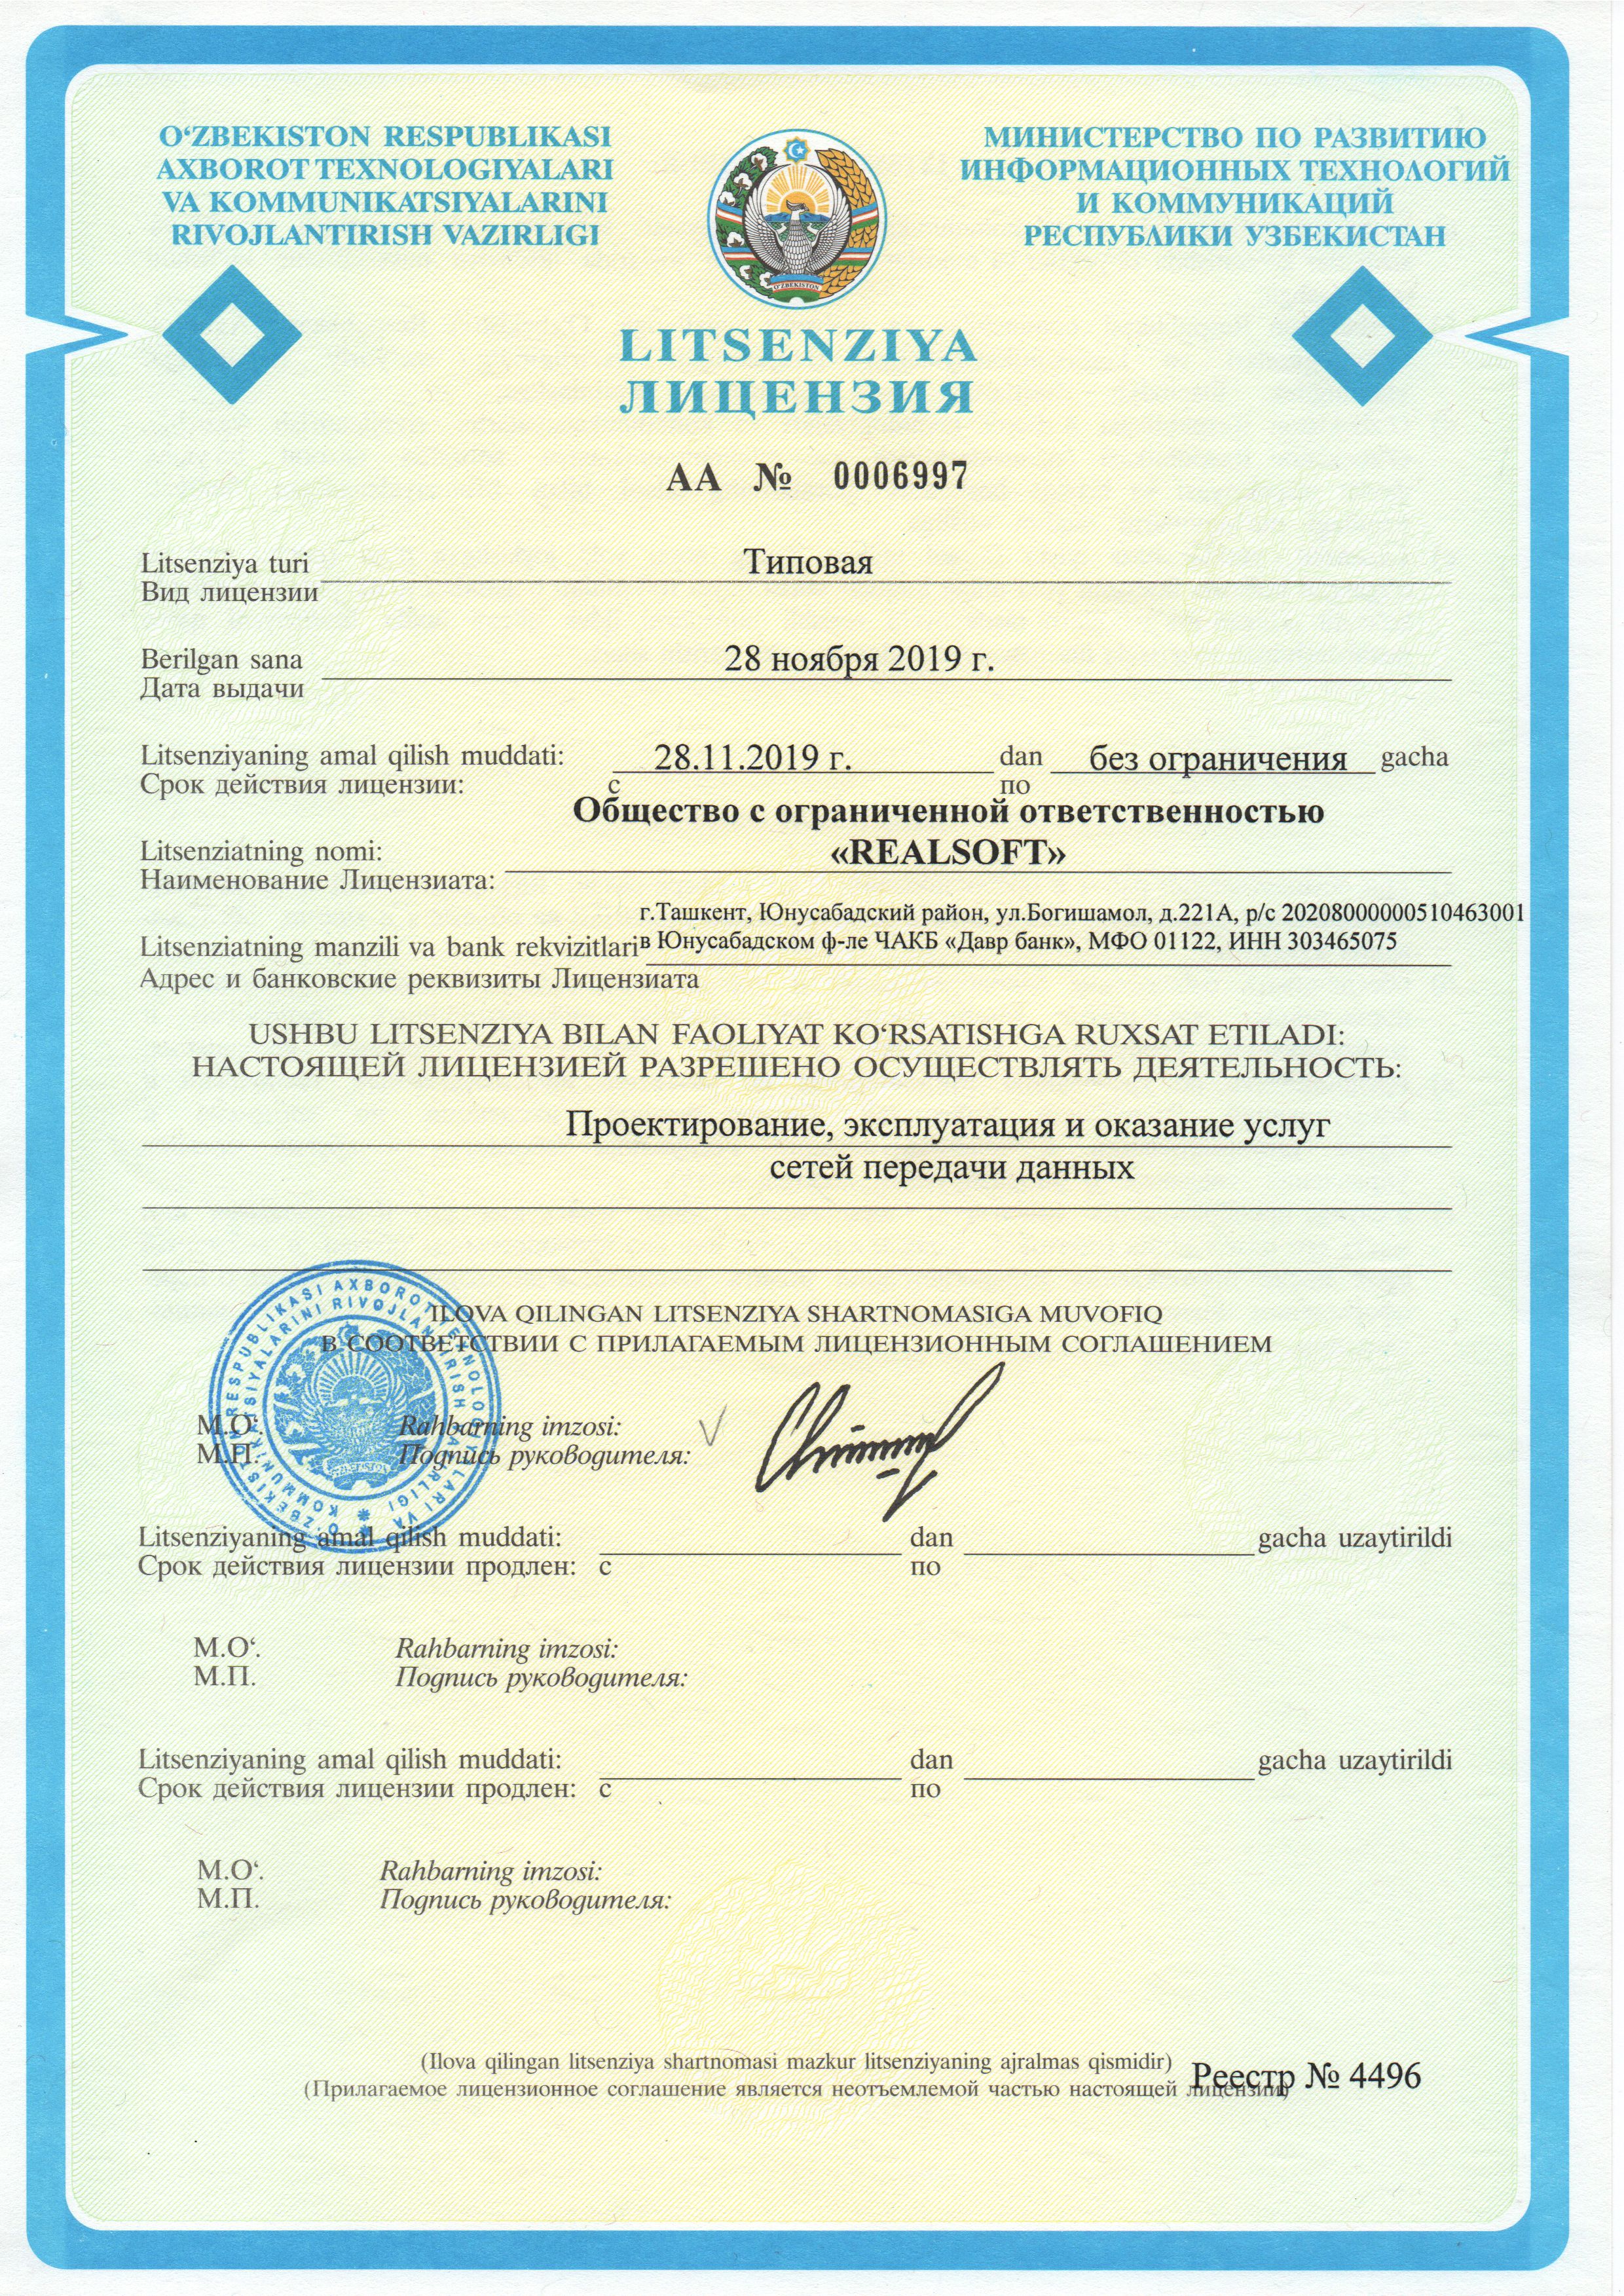 O‘ZBEKISTON RESPUBLIKASI
AXBOROT TEXNOLOGIYALARI
VA KOMMUNIKATSIYALARINI
RIVOJLANTIRISH VAZIRLIGI
МИНИСТЕРСТВО ПО РАЗВИТИЮ
ИНФОРМАЦИОННЫХ ТЕХНОЛОГИЙ
И КОММУНИКАЦИЙ
РЕСПУБЛИКИ УЗБЕКИСТАН
O‘ZBEKISTON
LITSENZIYA
ЛИЦЕНЗИЯ
АА № 0006997
Litsenziya turi Типовая
Вид лицензии
Berilgan sana 28 ноября 2019 г.
Дата выдачи
Litsenziyaning amal qilish muddati: 28.11.2019 г. dan без ограничения gacha
Срок действия лицензии: с по
Общество с ограниченной ответственностью
Litsenziatning nomi: «REALSOFT»
Наименование Лицензиата:
г.Ташкент, Юнусабадский район, ул.Богишамол, д.221А, р/с 20208000000510463001
Litsenziatning manzili va bank rekvizitlari в Юнусабадском ф-ле ЧАКБ «Давр банк», МФО 01122, ИНН 303465075
Адрес и банковские реквизиты Лицензиата
USHBU LITSENZIYA BILAN FAOLIYAT KO‘RSATISHGA RUXSAT ETILADI:
НАСТОЯЩЕЙ ЛИЦЕНЗИЕЙ РАЗРЕШЕНО ОСУЩЕСТВЛЯТЬ ДЕЯТЕЛЬНОСТЬ:
Проектирование, эксплуатация и оказание услуг
сетей передачи данных
ILOVA QILINGAN LITSENZIYA SHARTNOMASIGA MUVOFIQ
В СООТВЕТСТВИИ С ПРИЛАГАЕМЫМ ЛИЦЕНЗИОННЫМ СОГЛАШЕНИЕМ
O‘ZBEKISTON RESPUBLIKASI AXBOROT TEXNOLOGIYALARI VA
KOMMUNIKATSIYALARINI RIVOJLANTIRISH VAZIRLIGI
M.O‘. Rahbarning imzosi:
М.П. Подпись руководителя:
Litsenziyaning amal qilish muddati: dan gacha uzaytirildi
Срок действия лицензии продлен: с по
M.O‘. Rahbarning imzosi:
М.П. Подпись руководителя:
Litsenziyaning amal qilish muddati: dan gacha uzaytirildi
Срок действия лицензии продлен: с по
M.O‘. Rahbarning imzosi:
М.П. Подпись руководителя:
(Ilova qilingan litsenziya shartnomasi mazkur litsenziyaning ajralmas qismidir)
(Прилагаемое лицензионное соглашение является неотъемлемой частью настоящей лицензии)
Реестр № 4496